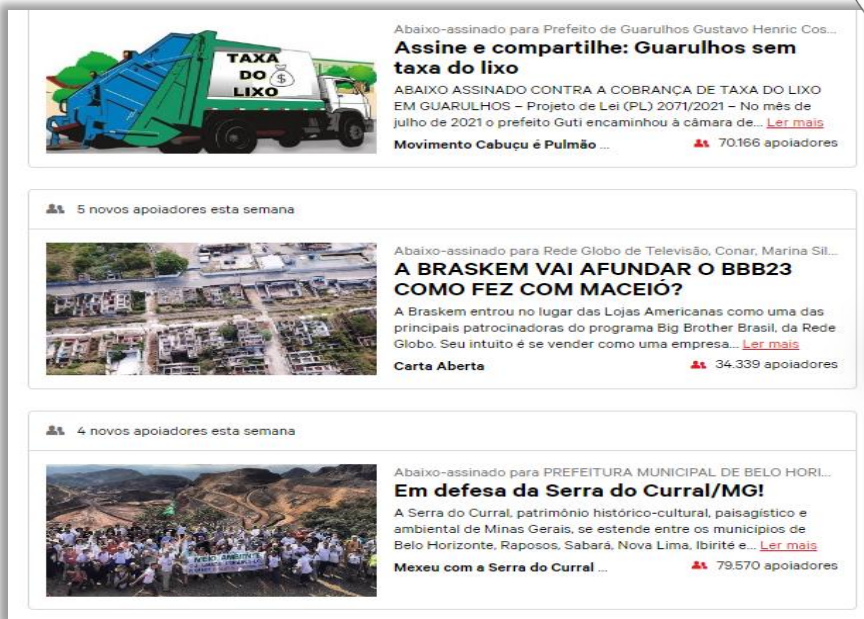 Abaixo-assinado para Prefeito de Guarulhos Gustavo Henric Cos...
Assine e compartilhe: Guarulhos sem
taxa do lixo
TAXA
DO
LIXO
$
ABAIXO ASSINADO CONTRA A COBRANÇA DE TAXA DO LIXO
EM GUARULHOS – Projeto de Lei (PL) 2071/2021 – No mês de
julho de 2021 o prefeito Guti encaminhou à câmara de... Ler mais
Movimento Cabuçu é Pulmão ... 70.166 apoiadores
5 novos apoiadores esta semana
Abaixo-assinado para Rede Globo de Televisão, Conar, Marina Sil...
A BRASKEM VAI AFUNDAR O BBB23
COMO FEZ COM MACEIÓ?
A Braskem entrou no lugar das Lojas Americanas como uma das
principais patrocinadoras do programa Big Brother Brasil, da Rede
Globo. Seu intuito é se vender como uma empresa... Ler mais
Carta Aberta 34.339 apoiadores
4 novos apoiadores esta semana
Abaixo-assinado para PREFEITURA MUNICIPAL DE BELO HORI...
Em defesa da Serra do Curral/MG!
A Serra do Curral, patrimônio histórico-cultural, paisagístico e
ambiental de Minas Gerais, se estende entre os municípios de
Belo Horizonte, Raposos, Sabará, Nova Lima, Ibirité e... Ler mais
Mexeu com a Serra do Curral ... 79.570 apoiadores
AMBIENTE